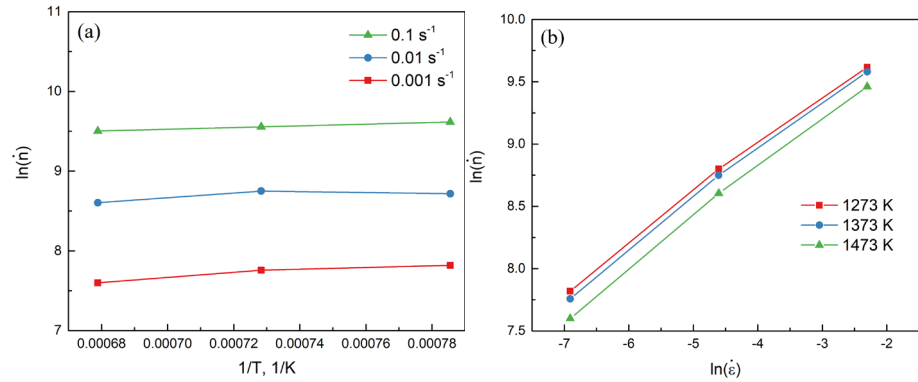 (a)
0.1 s⁻¹
0.01 s⁻¹
0.001 s⁻¹
11
10
9
8
7
ln(ṅ)
0.00068 0.00070 0.00072 0.00074 0.00076 0.00078
1/T, 1/K
(b)
10.0
9.5
9.0
8.5
8.0
7.5
ln(ṅ)
1273 K
1373 K
1473 K
-7 -6 -5 -4 -3 -2 -1
ln(ε̇)